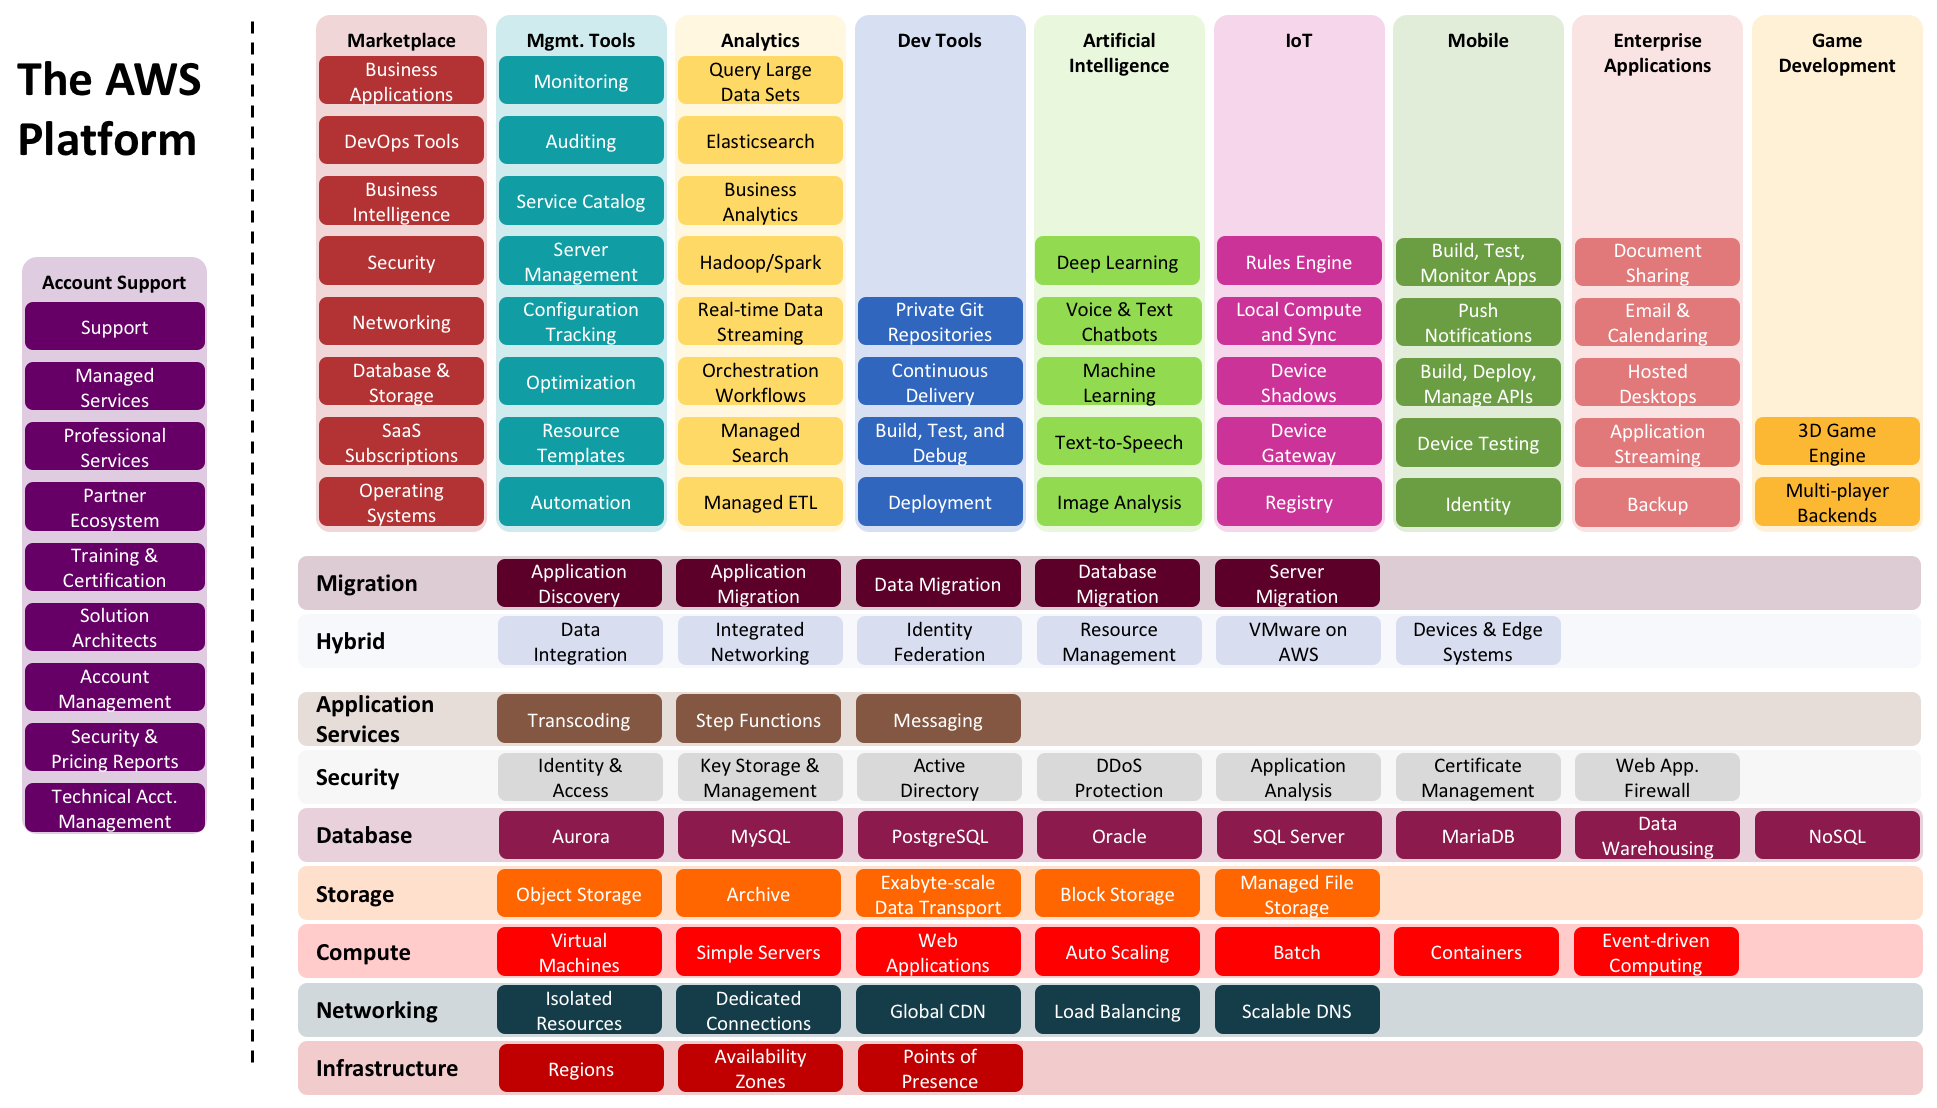 The AWS
Platform
Account Support
Support
Managed
Services
Professional
Services
Partner
Ecosystem
Training &
Certification
Solution
Architects
Account
Management
Security &
Pricing Reports
Technical Acct.
Management
Marketplace
Business
Applications
DevOps Tools
Business
Intelligence
Security
Networking
Database &
Storage
SaaS
Subscriptions
Operating
Systems
Mgmt. Tools
Monitoring
Auditing
Service Catalog
Server
Management
Configuration
Tracking
Optimization
Resource
Templates
Automation
Analytics
Query Large
Data Sets
Elasticsearch
Business
Analytics
Hadoop/Spark
Real-time Data
Streaming
Orchestration
Workflows
Managed
Search
Managed ETL
Dev Tools
Private Git
Repositories
Continuous
Delivery
Build, Test, and
Debug
Deployment
Artificial
Intelligence
Deep Learning
Voice & Text
Chatbots
Machine
Learning
Text-to-Speech
Image Analysis
IoT
Rules Engine
Local Compute
and Sync
Device
Shadows
Device
Gateway
Registry
Mobile
Build, Test,
Monitor Apps
Push
Notifications
Build, Deploy,
Manage APIs
Device Testing
Identity
Enterprise
Applications
Document
Sharing
Email &
Calendaring
Hosted
Desktops
Application
Streaming
Backup
Game
Development
3D Game
Engine
Multi-player
Backends
Migration
Application
Discovery
Application
Migration
Data Migration
Database
Migration
Server
Migration
Hybrid
Data
Integration
Integrated
Networking
Identity
Federation
Resource
Management
VMware on
AWS
Devices & Edge
Systems
Application
Services
Transcoding
Step Functions
Messaging
Security
Identity &
Access
Key Storage &
Management
Active
Directory
DDoS
Protection
Application
Analysis
Certificate
Management
Web App.
Firewall
Database
Aurora
MySQL
PostgreSQL
Oracle
SQL Server
MariaDB
Data
Warehousing
NoSQL
Storage
Object Storage
Archive
Exabyte-scale
Data Transport
Block Storage
Managed File
Storage
Compute
Virtual
Machines
Simple Servers
Web
Applications
Auto Scaling
Batch
Containers
Event-driven
Computing
Networking
Isolated
Resources
Dedicated
Connections
Global CDN
Load Balancing
Scalable DNS
Infrastructure
Regions
Availability
Zones
Points of
Presence